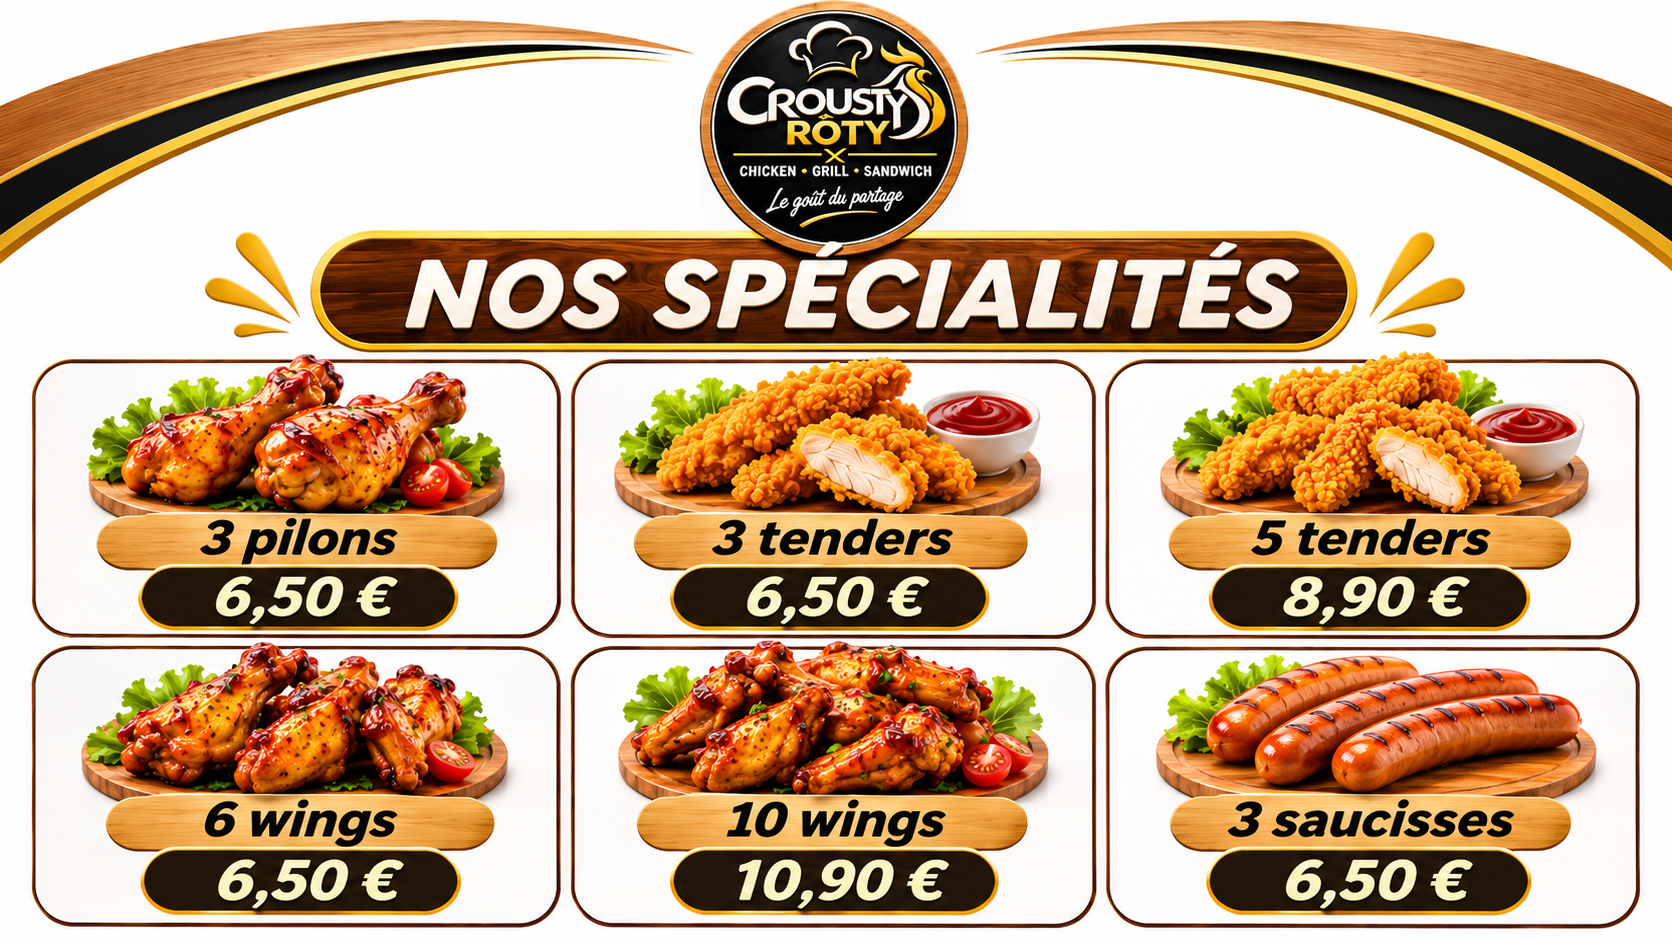 CROUSTY
RÔTY
CHICKEN • GRILL • SANDWICH
Le goût du partage
NOS SPÉCIALITÉS
3 pilons
6,50 €
3 tenders
6,50 €
5 tenders
8,90 €
6 wings
6,50 €
10 wings
10,90 €
3 saucisses
6,50 €